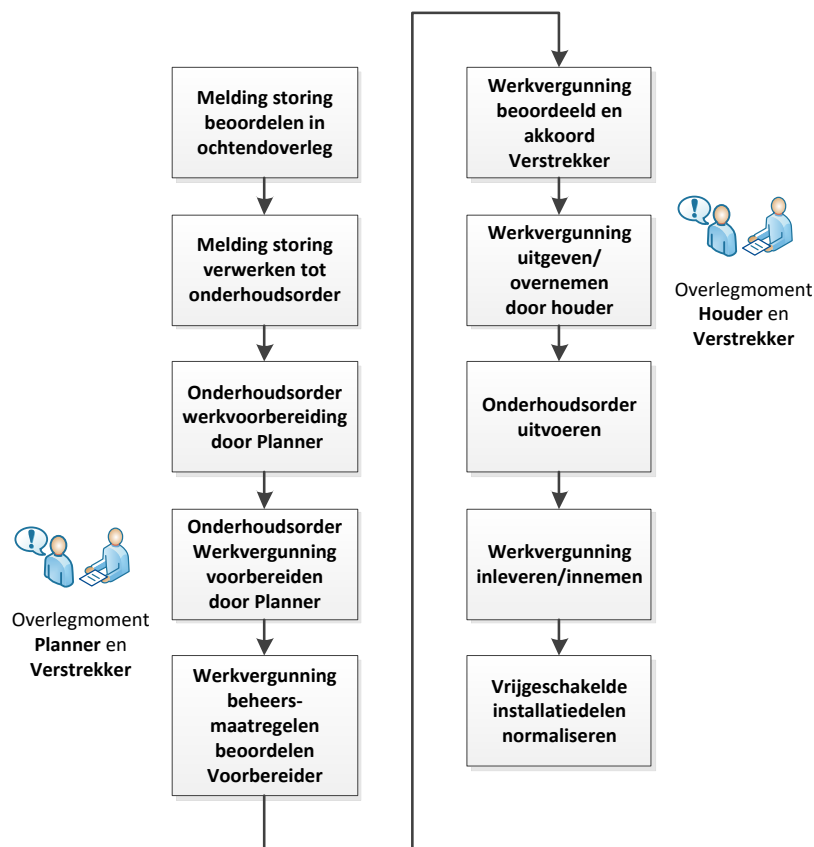 Melding storing
beoordelen in
ochtendoverleg
Melding storing
verwerken tot
onderhoudsorder
Onderhoudsorder
werkvoorbereiding
door Planner
Onderhoudsorder
Werkvergunning
voorbereiden
door Planner
Overlegmoment
Planner en
Verstrekker
Werkvergunning
beheers-
maatregelen
beoordelen
Voorbereider
Werkvergunning
beoordeeld en
akkoord
Verstrekker
Werkvergunning
uitgeven/
overnemen
door houder
Overlegmoment
Houder en
Verstrekker
Onderhoudsorder
uitvoeren
Werkvergunning
inleveren/innemen
Vrijgeschakelde
installatiedelen
normaliseren